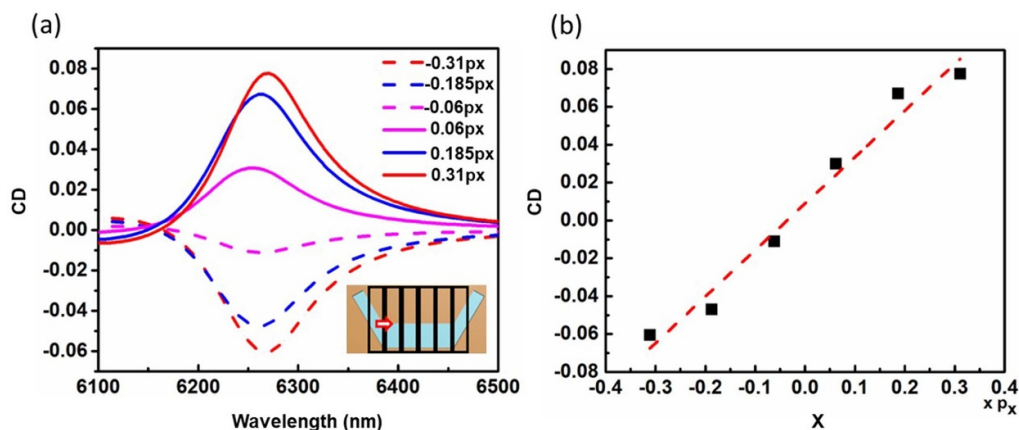 (a)
CD
0.08
0.06
0.04
0.02
0.00
-0.02
-0.04
-0.06
-0.31px
-0.185px
-0.06px
0.06px
0.185px
0.31px
6100 6200 6300 6400 6500
Wavelength (nm)
(b)
CD
0.08
0.06
0.04
0.02
0.00
-0.02
-0.04
-0.06
-0.08
-0.4 -0.3 -0.2 -0.1 0.0 0.1 0.2 0.3 0.4
x px
X